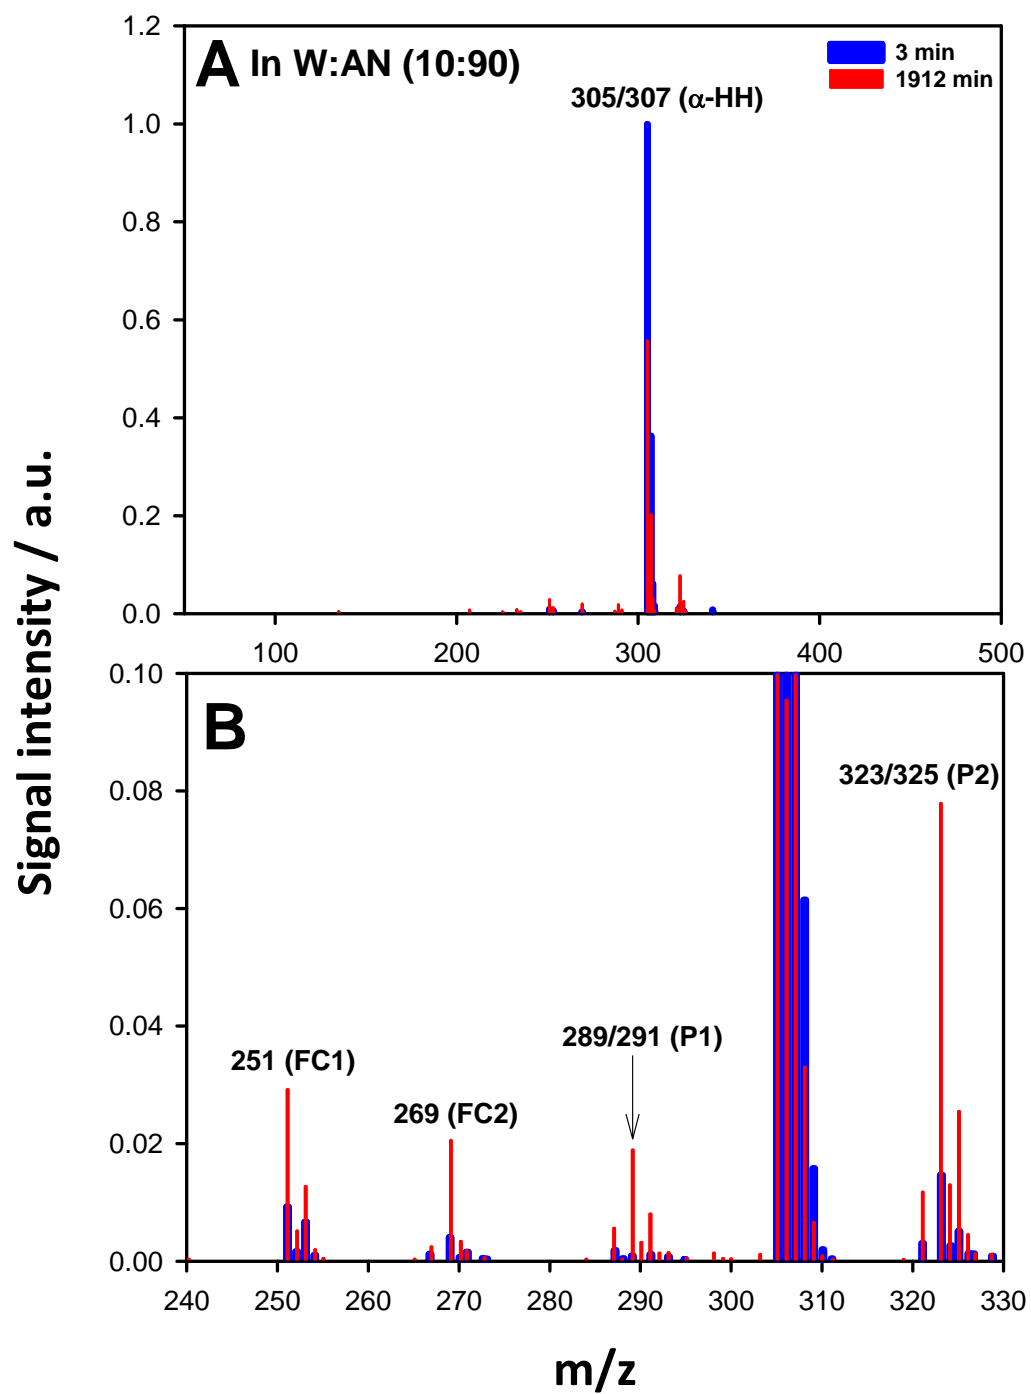 1.2
A In W:AN (10:90)
3 min
1912 min
305/307 (α-HH)
1.0
0.8
0.6
0.4
0.2
0.0
100 200 300 400 500
Signal intensity / a.u.
0.10
B
323/325 (P2)
0.08
0.06
0.04
289/291 (P1)
251 (FC1)
269 (FC2)
0.02
0.00
240 250 260 270 280 290 300 310 320 330
m/z